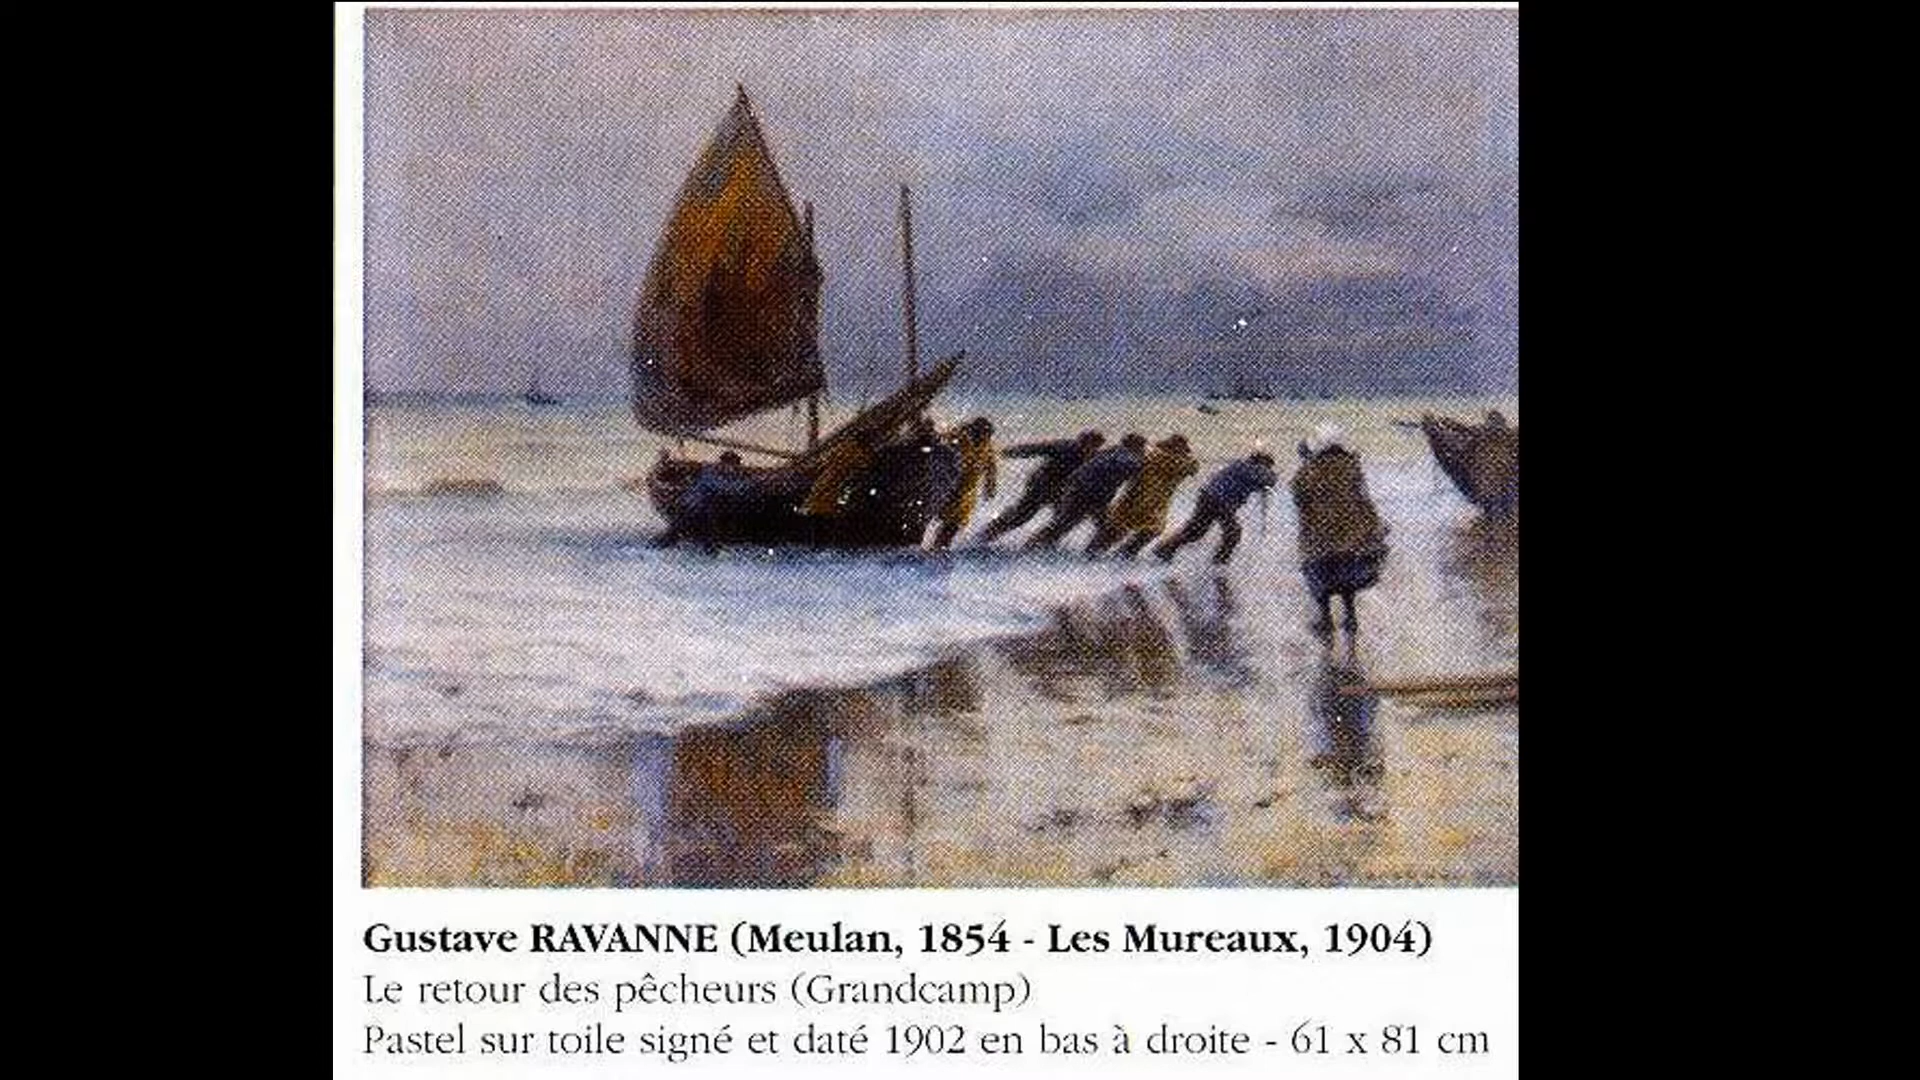 Gustave RAVANNE (Meulan, 1854 - Les Mureaux, 1904)
Le retour des pêcheurs (Grandcamp)
Pastel sur toile signé et daté 1902 en bas à droite - 61 x 81 cm